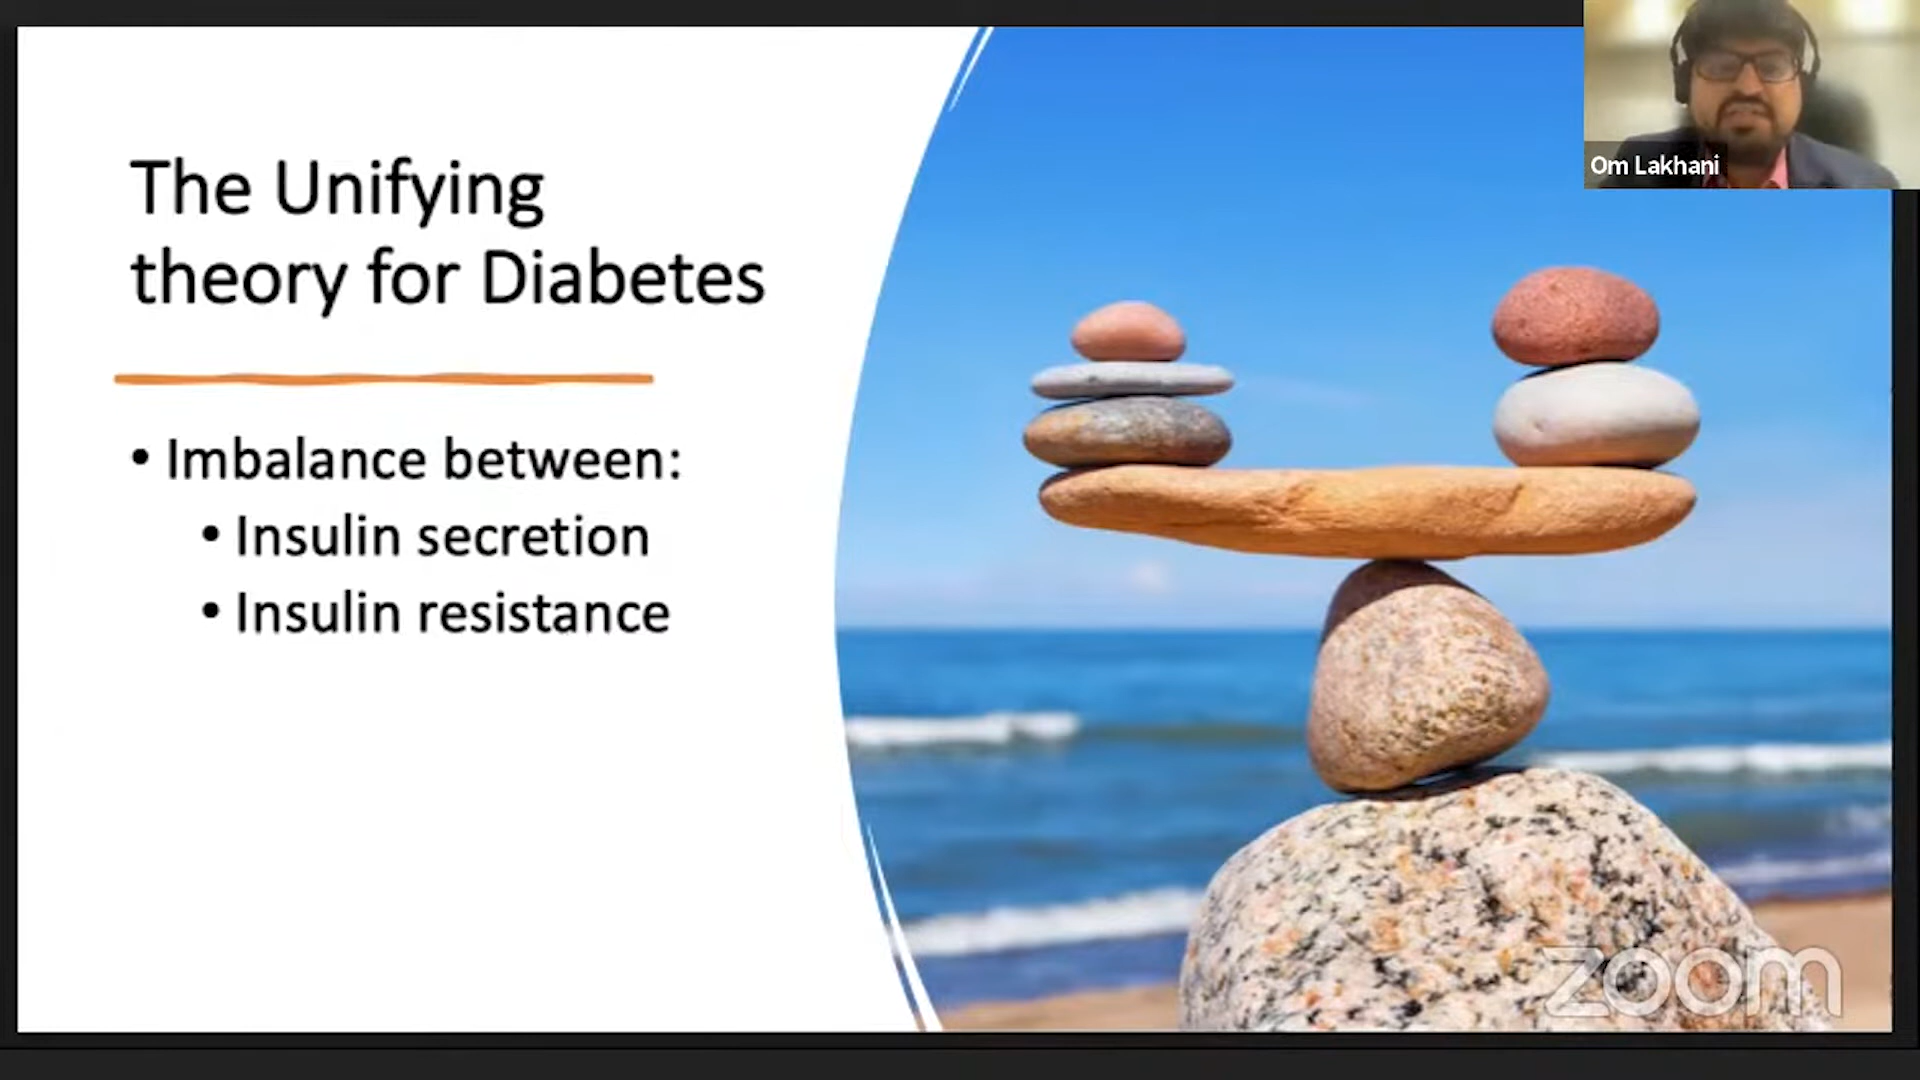 Om Lakhani
The Unifying
theory for Diabetes
• Imbalance between:
• Insulin secretion
• Insulin resistance
zoom